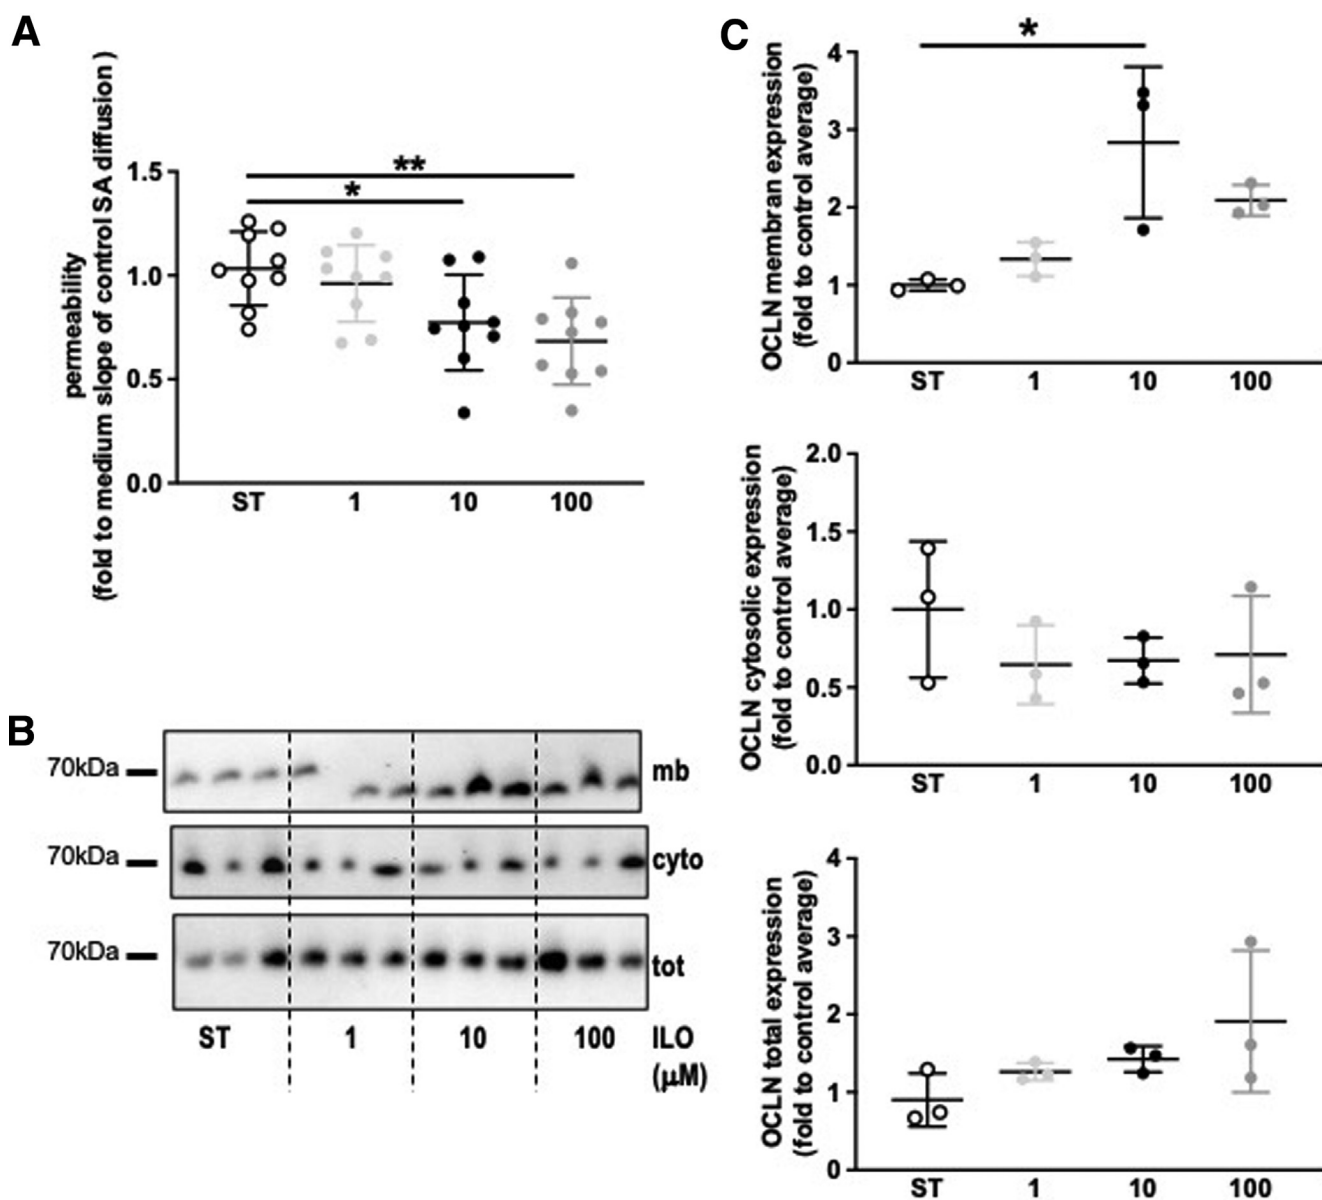 A
permeability
(fold to medium slope of control SA diffusion )
1.5
1.0
0.5
0.0
**
*
ST 1 10 100
B
70kDa mb
70kDa cyto
70kDa tot
ST 1 10 100 ILO
(µM)
C
OCLN membran expression
(fold to control average)
4
3
2
1
0
*
ST 1 10 100
OCLN cytosolic expression
(fold to control average)
2.0
1.5
1.0
0.5
0.0
ST 1 10 100
OCLN total expression
(fold to control average)
4
3
2
1
0
ST 1 10 100